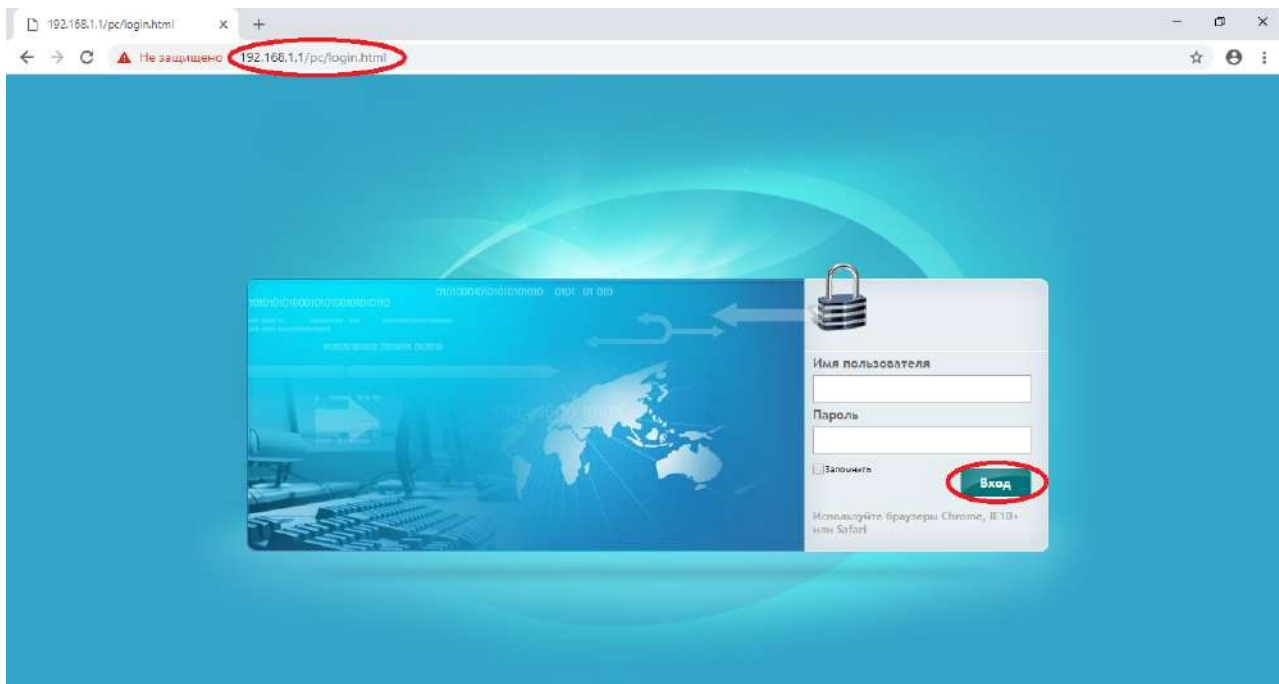 192.168.1.1/pc/login.html
Не защищено
192.168.1.1/pc/login.html
Имя пользователя
Пароль
Запомнить
Вход
Используйте браузеры Chrome, IE10+
или Safari